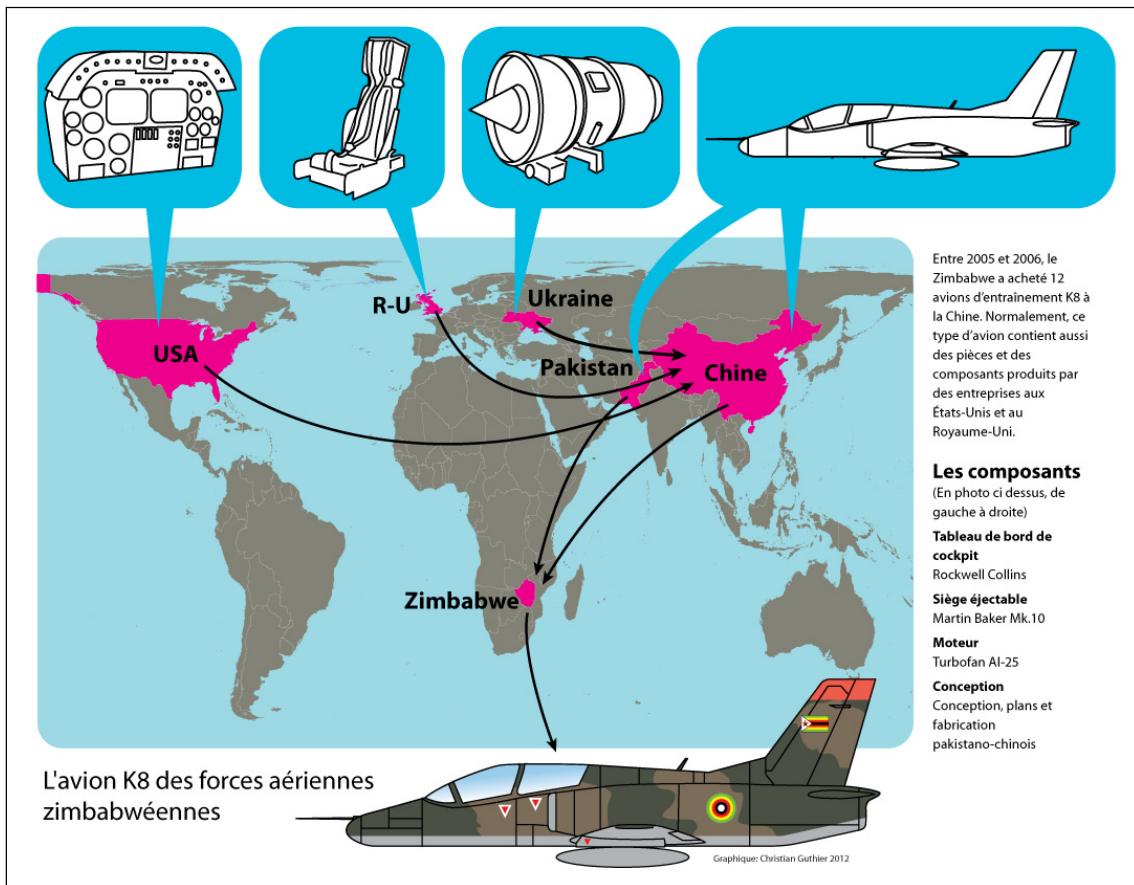 R-U
Ukraine
USA
Pakistan
Chine
Zimbabwe
Entre 2005 et 2006, le
Zimbabwe a acheté 12
avions d'entraînement K8 à
la Chine. Normalement, ce
type d'avion contient aussi
des pièces et des
composants produits par
des entreprises aux
États-Unis et au
Royaume-Uni.
Les composants
(En photo ci dessus, de
gauche à droite)
Tableau de bord de
cockpit
Rockwell Collins
Siège éjectable
Martin Baker Mk.10
Moteur
Turbofan AI-25
Conception
Conception, plans et
fabrication
pakistano-chinois
L'avion K8 des forces aériennes
zimbabwéennes
Graphique: Christian Guthier 2012